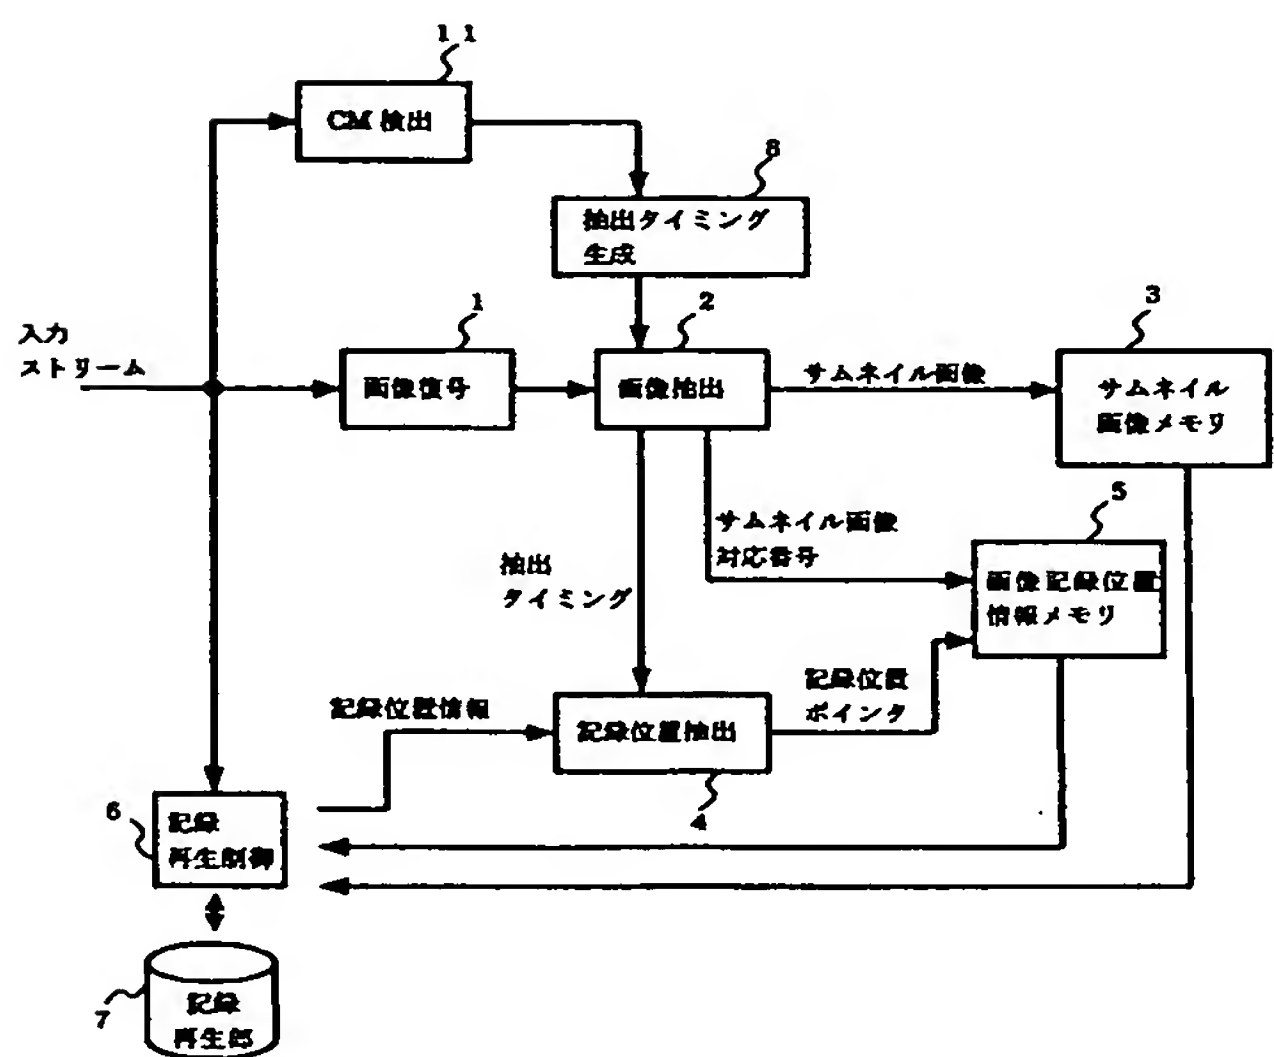 11
CM検出
8
抽出タイミング
生成
入力
ストリーム
1
画像復号
2
画像抽出
サムネイル画像
3
サムネイル
画像メモリ
サムネイル画像
対応番号
5
画像記録位置
情報メモリ
抽出
タイミング
記録位置情報
記録位置抽出
4
記録位置
ポインタ
6
記録
再生制御
7
記録
再生部